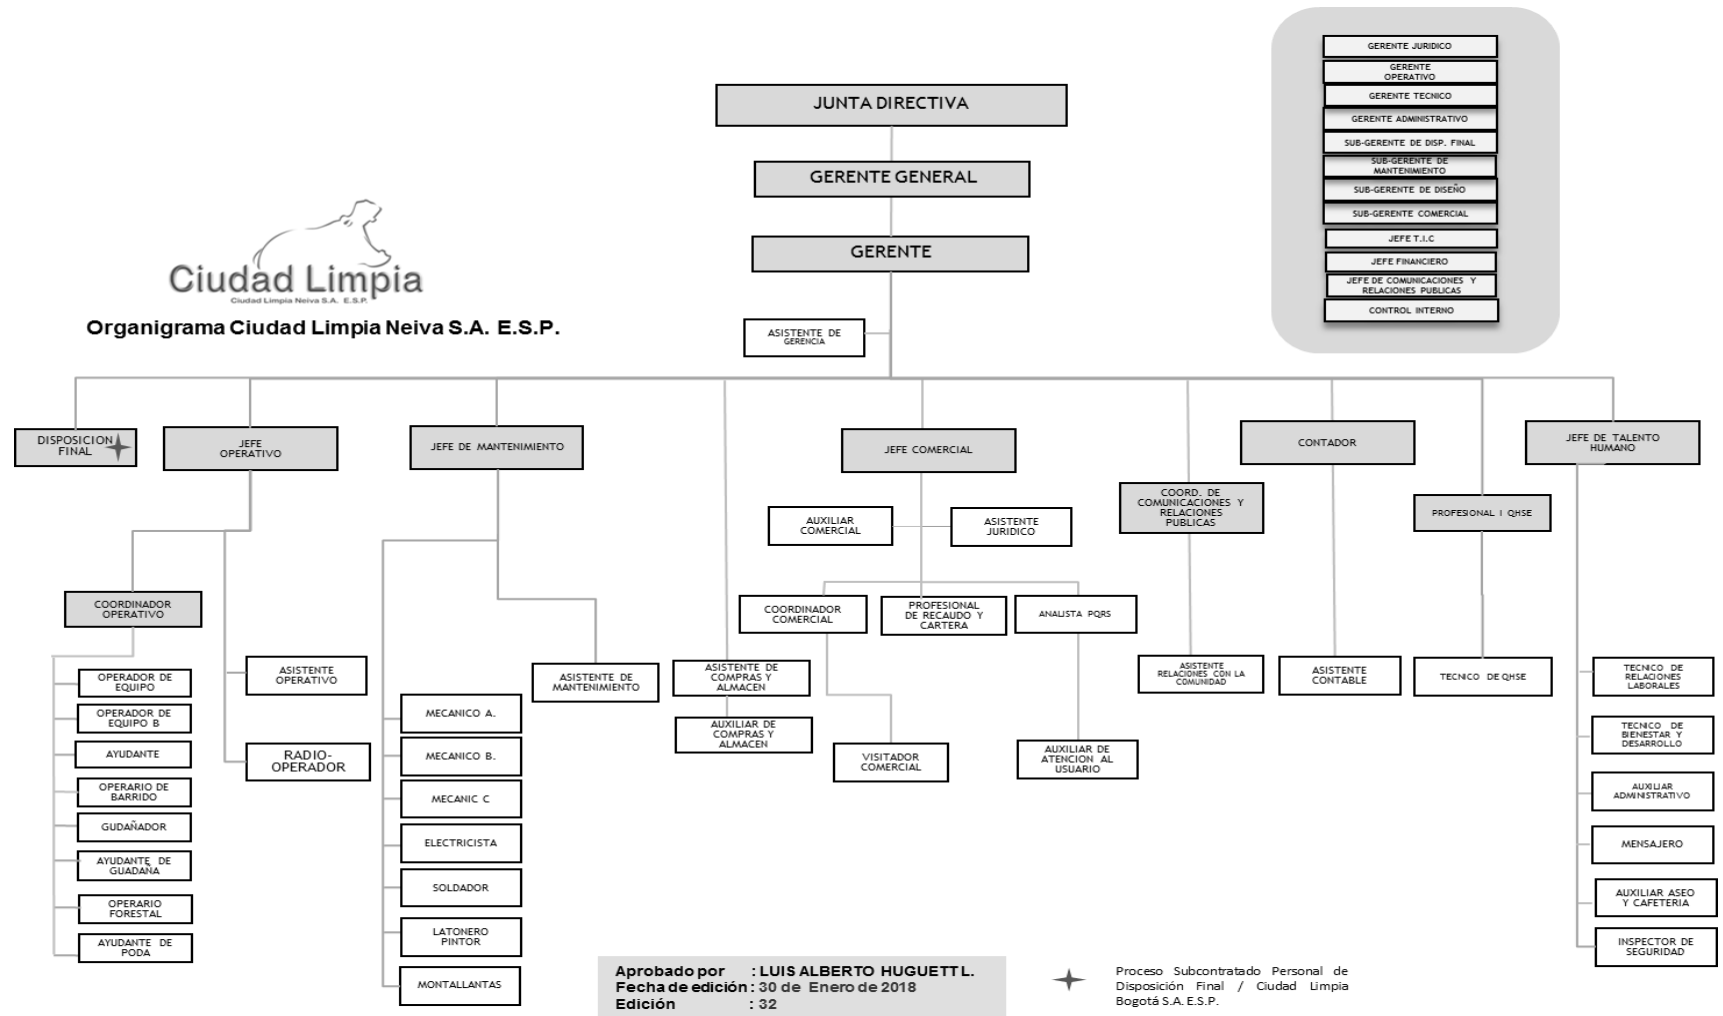 GERENTE JURIDICO
GERENTE
OPERATIVO
GERENTE TECNICO
GERENTE ADMINISTRATIVO
SUB-GERENTE DE DISP. FINAL
SUB-GERENTE DE
MANTENIMIENTO
SUB-GERENTE DE DISEÑO
SUB-GERENTE COMERCIAL
JEFE T.I.C
JEFE FINANCIERO
JEFE DE COMUNICACIONES Y
RELACIONES PUBLICAS
CONTROL INTERNO
JUNTA DIRECTIVA
GERENTE GENERAL
GERENTE
Ciudad Limpia
Ciudad Limpia Neiva S.A. E.S.P.
Organigrama Ciudad Limpia Neiva S.A. E.S.P.
ASISTENTE DE
GERENCIA
DISPOSICION
FINAL
JEFE
OPERATIVO
JEFE DE MANTENIMIENTO
JEFE COMERCIAL
CONTADOR
JEFE DE TALENTO
HUMANO
COORD. DE
COMUNICACIONES Y
RELACIONES
PUBLICAS
PROFESIONAL I QHSE
AUXILIAR
COMERCIAL
ASISTENTE
JURIDICO
COORDINADOR
OPERATIVO
COORDINADOR
COMERCIAL
PROFESIONAL
DE RECAUDO Y
CARTERA
ANALISTA PQRS
OPERADOR DE
EQUIPO
OPERADOR DE
EQUIPO B
AYUDANTE
OPERARIO DE
BARRIDO
GUDAÑADOR
AYUDANTE DE
GUADAÑA
OPERARIO
FORESTAL
AYUDANTE DE
PODA
ASISTENTE
OPERATIVO
RADIO-
OPERADOR
MECANICO A.
MECANICO B.
MECANIC C
ELECTRICISTA
SOLDADOR
LATONERO
PINTOR
MONTALLANTAS
ASISTENTE DE
MANTENIMIENTO
ASISTENTE DE
COMPRAS Y
ALMACEN
AUXILIAR DE
COMPRAS Y
ALMACEN
VISITADOR
COMERCIAL
AUXILIAR DE
ATENCION AL
USUARIO
ASISTENTE
RELACIONES CON LA
COMUNIDAD
ASISTENTE
CONTABLE
TECNICO DE QHSE
TECNICO DE
RELACIONES
LABORALES
TECNICO DE
BIENESTAR Y
DESARROLLO
AUXILIAR
ADMINISTRATIVO
MENSAJERO
AUXILIAR ASEO
Y CAFETERIA
INSPECTOR DE
SEGURIDAD
Aprobado por : LUIS ALBERTO HUGUETT L.
Fecha de edición : 30 de Enero de 2018
Edición : 32
Proceso Subcontratado Personal de
Disposición Final / Ciudad Limpia
Bogotá S.A. E.S.P.